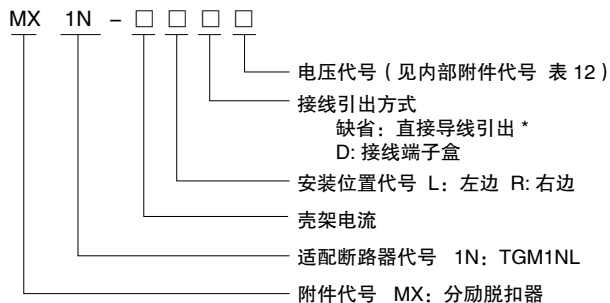 MX 1N - □ □ □ □
电压代号(见内部附件代号 表 12)
接线引出方式
缺省：直接导线引出 *
D: 接线端子盒
安装位置代号 L：左边 R: 右边
壳架电流
适配断路器代号 1N：TGM1NL
附件代号 MX：分励脱扣器